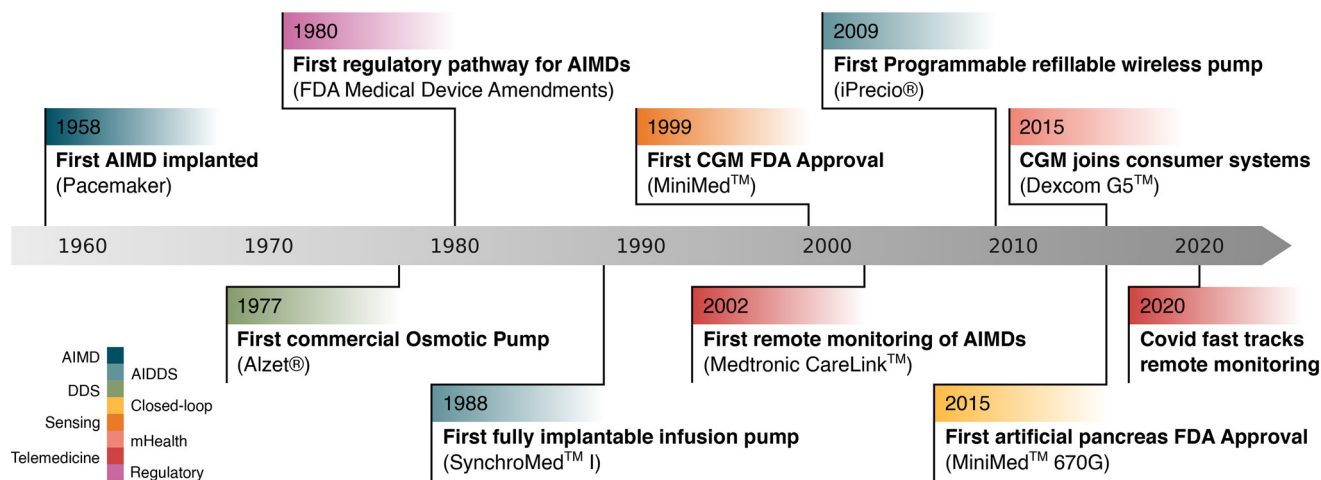 1980
First regulatory pathway for AIMDs
(FDA Medical Device Amendments)
2009
First Programmable refillable wireless pump
(iPrecio®)
1958
First AIMD implanted
(Pacemaker)
1999
First CGM FDA Approval
(MiniMed™)
2015
CGM joins consumer systems
(Dexcom G5™)
1960 1970 1980 1990 2000 2010 2020
1977
First commercial Osmotic Pump
(Alzet®)
2002
First remote monitoring of AIMDs
(Medtronic CareLink™)
2020
Covid fast tracks
remote monitoring
1988
First fully implantable infusion pump
(SynchroMed™ I)
2015
First artificial pancreas FDA Approval
(MiniMed™ 670G)
AIMD
AIDDS
DDS
Closed-loop
Sensing
mHealth
Telemedicine
Regulatory